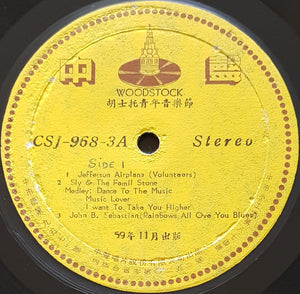 中 聲
WOODSTOCK
胡士托青年音樂節
CSJ-968-3A Stereo
Side 1
1 Jefferson Airplane (Volunteers)
2 Sly & The Famil Stone
Medley: Dance To The Music
Music Lover
I want To Take You Higher
3 John B. Sebastian(Rainbows All Ove You Blues)
59年11月出版